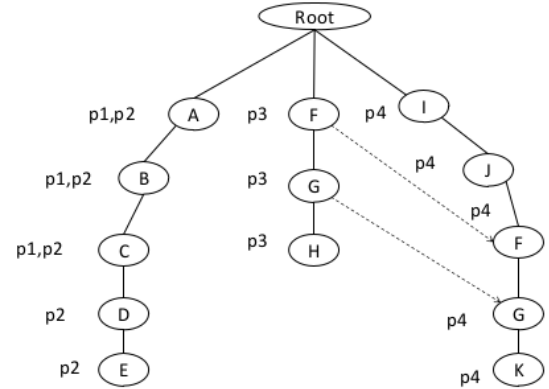 Root
p1,p2 A p3 F p4 I
p1,p2 B p3 G p4 J
p1,p2 C p3 H p4 F
p2 D p4 G
p2 E p4 K